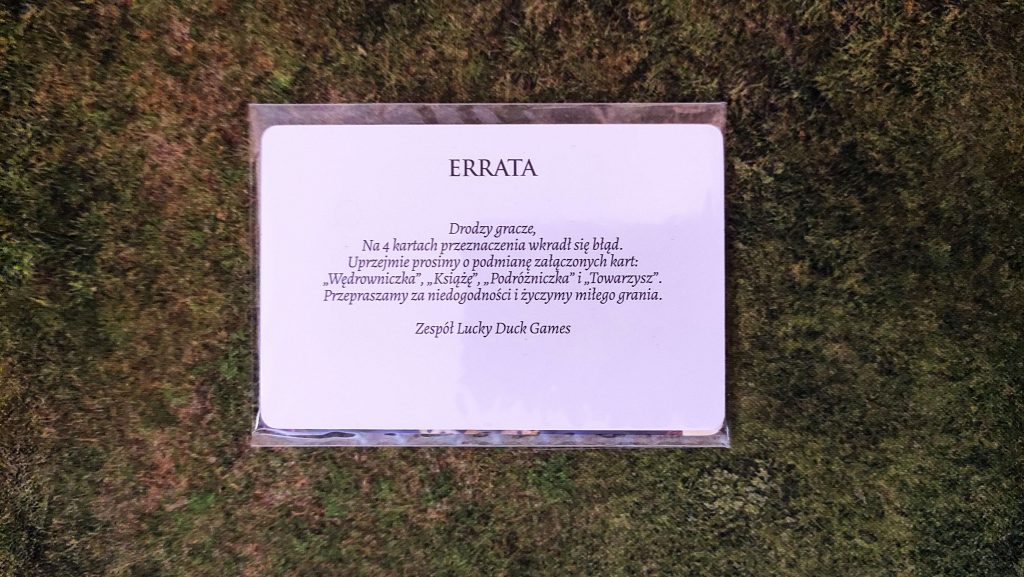 ERRATA
Drodzy gracze,
Na 4 kartach przeznaczenia wkradł się błąd.
Uprzejmie prosimy o podmianę załączonych kart:
„Wędrowniczka”, „Książę”, „Podróżniczka” i „Towarzysz”.
Przepraszamy za niedogodności i życzymy miłego grania.
Zespół Lucky Duck Games